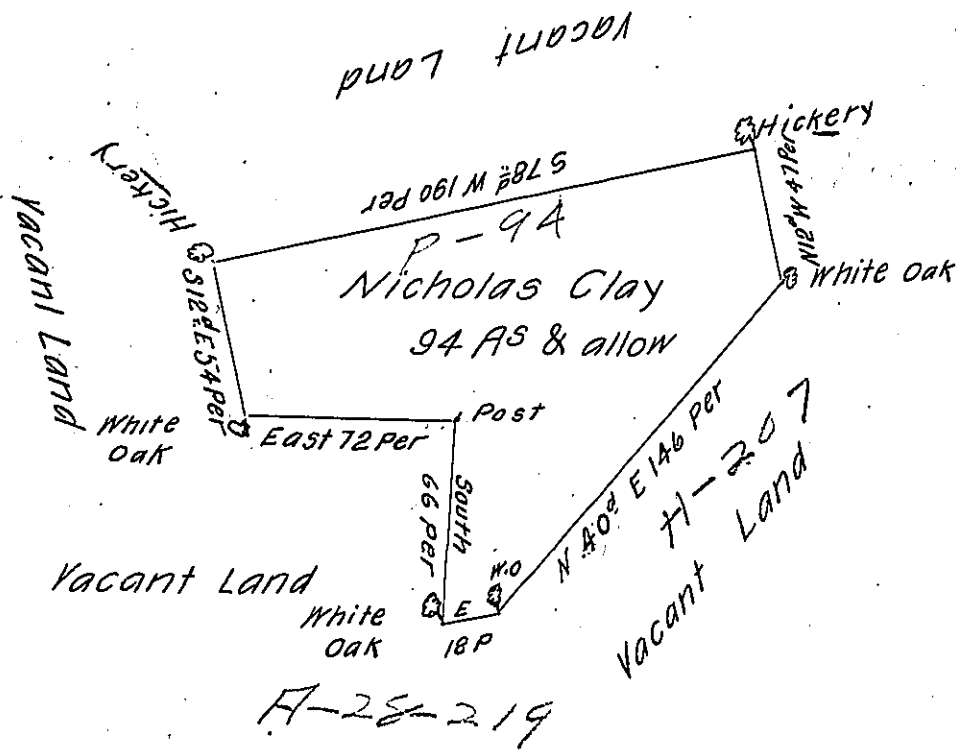 Vacant Land
Hickery
Hickery
S 78d W 190 Per
N12d W 47 Per
P-94
Vacant Land
White Oak
Nicholas Clay
S12d E 54 Per
94 As & allow
White
Oak
East 72 Per
Post
South
66 per
N 40d E 146 Per
H-207
Vacant Land
Vacant Land
W.O
White
Oak
E
18 P
A-28-219